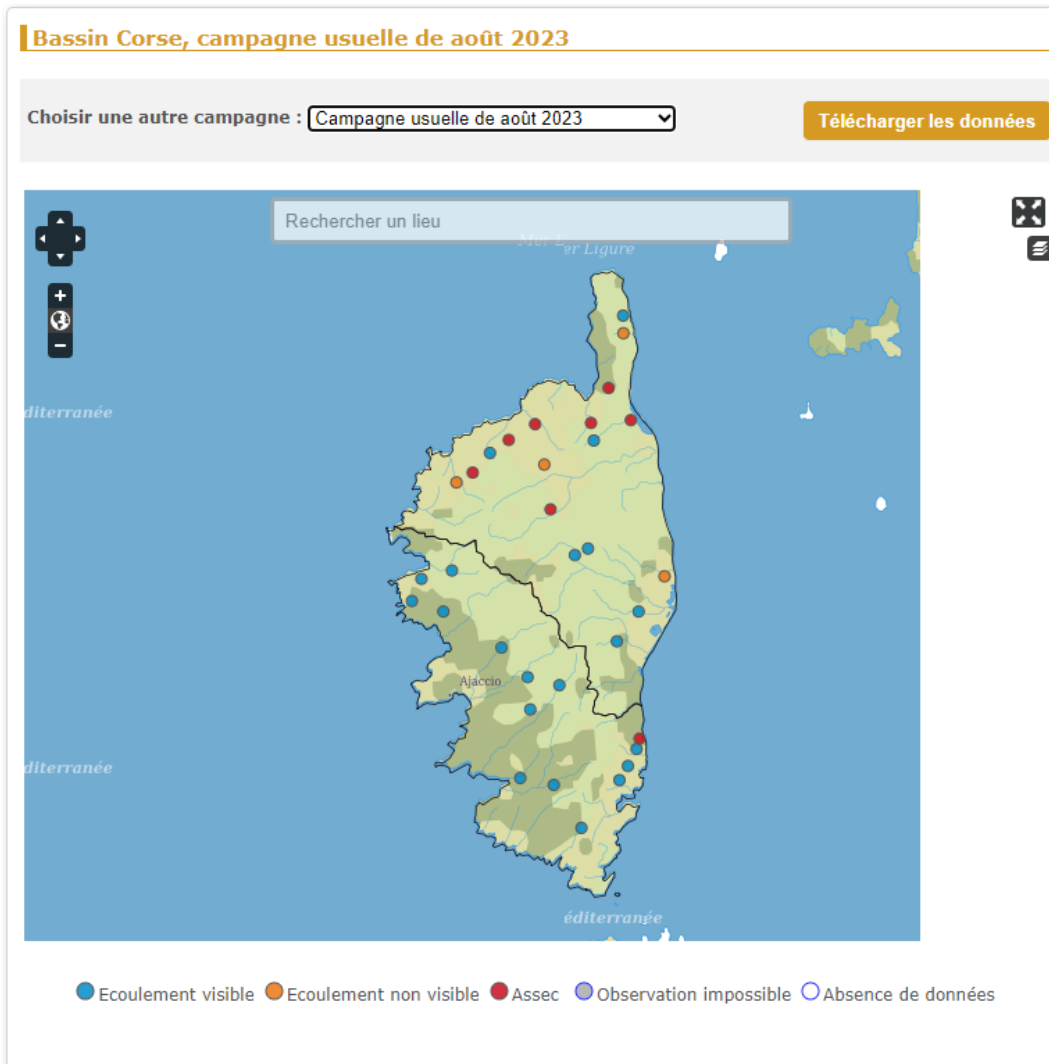 Bassin Corse, campagne usuelle de août 2023
Choisir une autre campagne : Campagne usuelle de août 2023
Télécharger les données
Rechercher un lieu
Mer L
er Ligure
diterranée
Ajaccio
diterranée
éditerranée
Ecoulement visible Ecoulement non visible Assec Observation impossible Absence de données